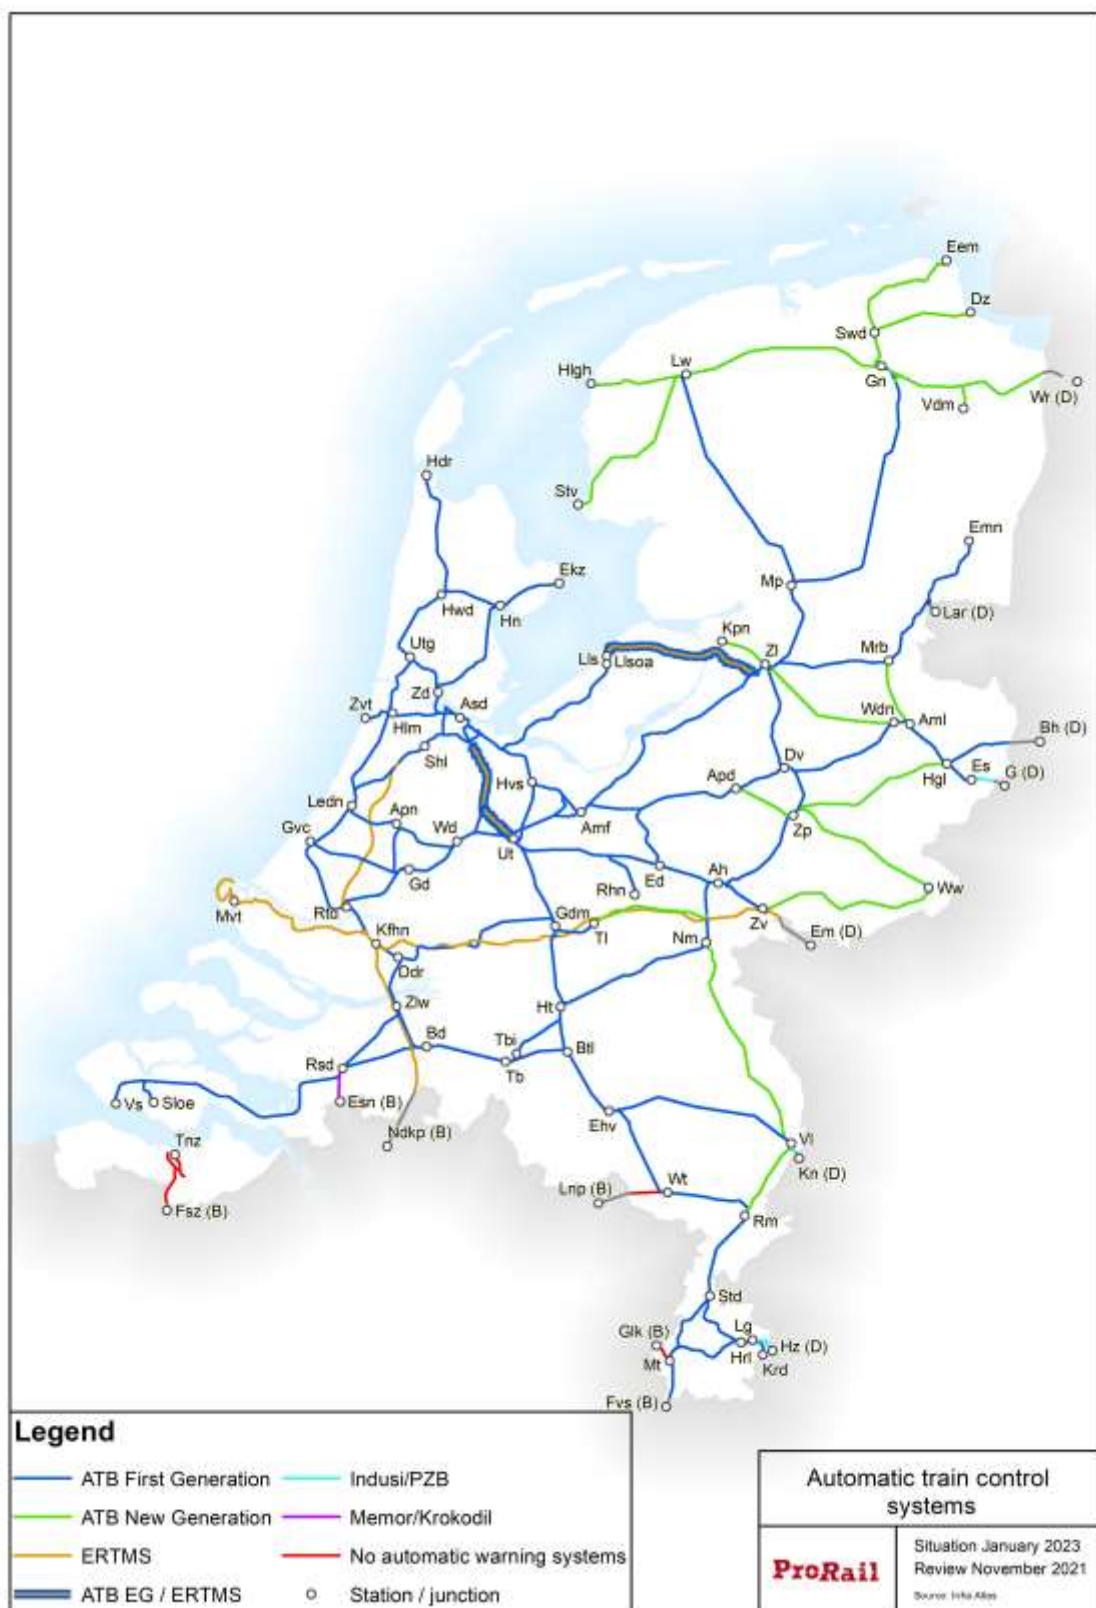 Eem
Dz
Swd
Lw
Gn
Hlgh
Wr (D)
Vdm
Hdr
Stv
Emn
Ekz
Mp
Hwd
Hn
Lar (D)
Kpn
Utg
Zl
Mrb
Lls
Llsoa
Zd
Zvt
Asd
Wdn
Aml
Hlm
Bh (D)
Shl
Dv
Es
Hgl
G (D)
Hvs
Apd
Ledn
Apn
Wd
Zp
Gvc
Amf
Ut
Ah
Gd
Ed
Rhn
Ww
Mvt
Rtd
Gdm
Kfhn
Tl
Zv
Nm
Em (D)
Ddr
Zlw
Ht
Bd
Tbi
Btl
Rsd
Tb
Vs
Sloe
Esn (B)
Ehv
Ndkp (B)
Tnz
Vl
Kn (D)
Wt
Lnp (B)
Fsz (B)
Rm
Std
Glk (B)
Lg
Hz (D)
Mt
Hrl
Krd
Fvs (B)
Legend
ATB First Generation
Indusi/PZB
ATB New Generation
Memor/Krokodil
ERTMS
No automatic warning systems
ATB EG / ERTMS
Station / junction
Automatic train control
systems
ProRail
Situation January 2023
Review November 2021
Source: Infra Atlas